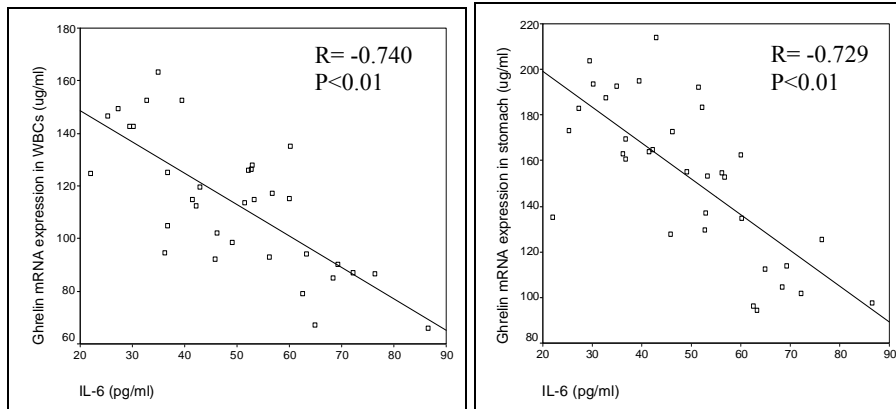 R= -0.740
P<0.01
Ghrelin mRNA expression in WBCs (ug/ml)
180
160
140
120
100
80
60
20 30 40 50 60 70 80 90
IL-6 (pg/ml)
R= -0.729
P<0.01
Ghrelin mRNA expression in stomach (ug/ml)
220
200
180
160
140
120
100
80
20 30 40 50 60 70 80 90
IL-6 (pg/ml)